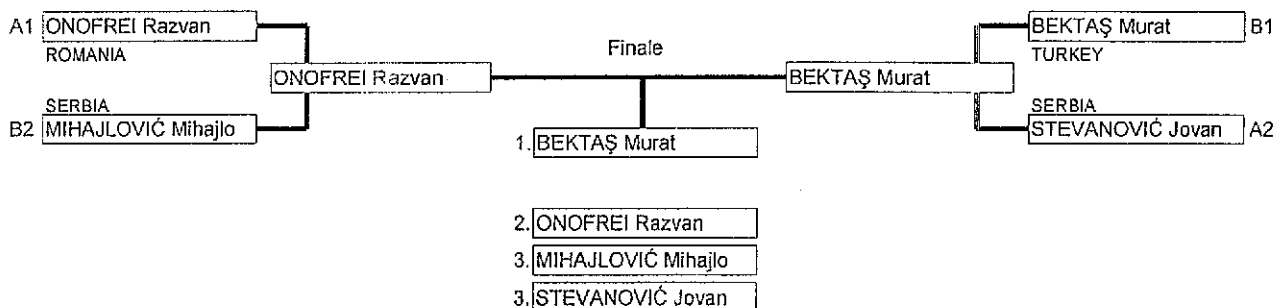 A1 ONOFREI Razvan
ROMANIA
SERBIA
B2 MIHAJLOVIĆ Mihajlo
ONOFREI Razvan
Finale
BEKTAŞ Murat
BEKTAŞ Murat B1
TURKEY
SERBIA
STEVANOVIĆ Jovan A2
1. BEKTAŞ Murat
2. ONOFREI Razvan
3. MIHAJLOVIĆ Mihajlo
3. STEVANOVIĆ Jovan